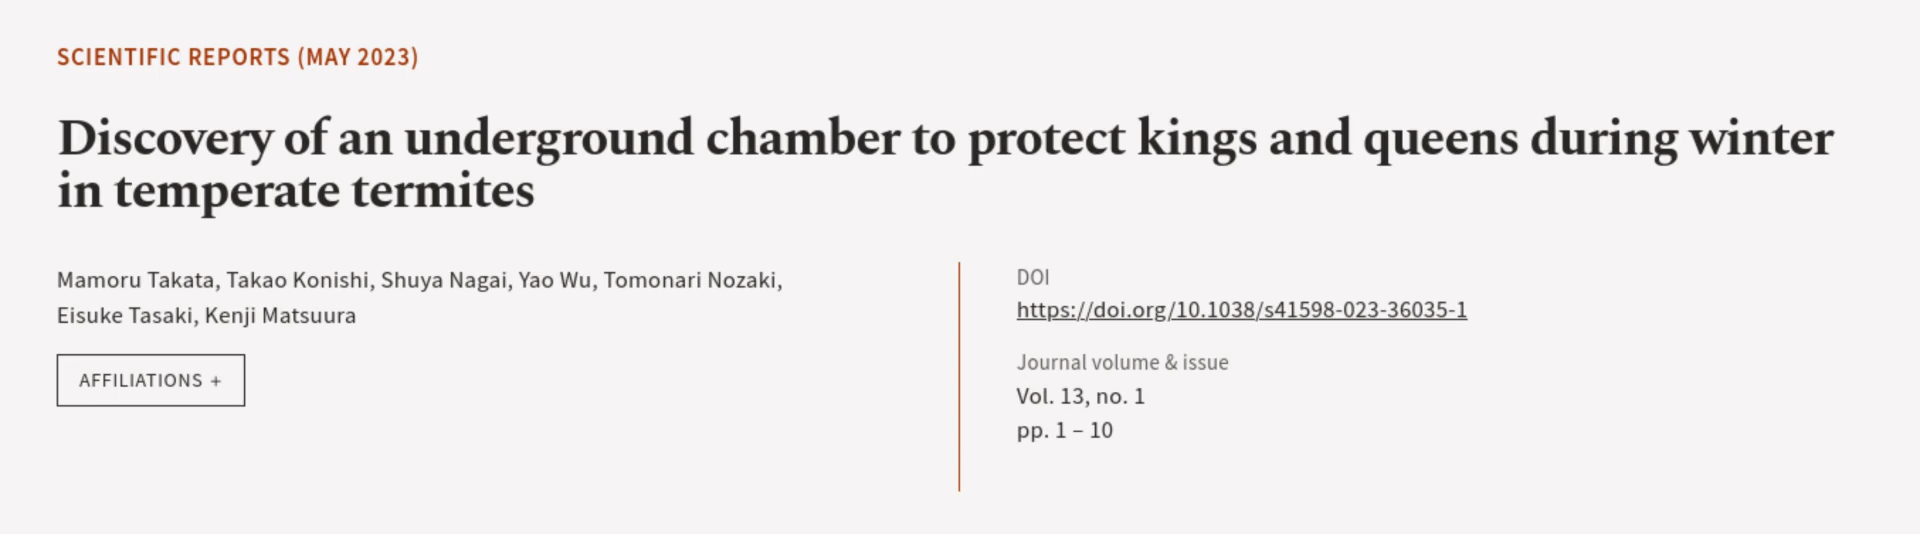 SCIENTIFIC REPORTS (MAY 2023)
Discovery of an underground chamber to protect kings and queens during winter
in temperate termites
Mamoru Takata, Takao Konishi, Shuya Nagai, Yao Wu, Tomonari Nozaki,
Eisuke Tasaki, Kenji Matsuura
AFFILIATIONS +
DOI
https://doi.org/10.1038/s41598-023-36035-1
Journal volume & issue
Vol. 13, no. 1
pp. 1 – 10